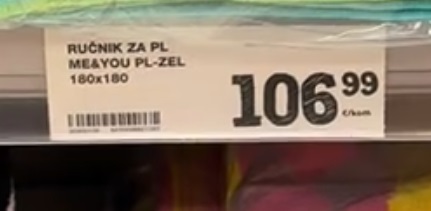 RUČNIK ZA PL
ME&YOU PL-ZEL
180x180
106 99
€/kom